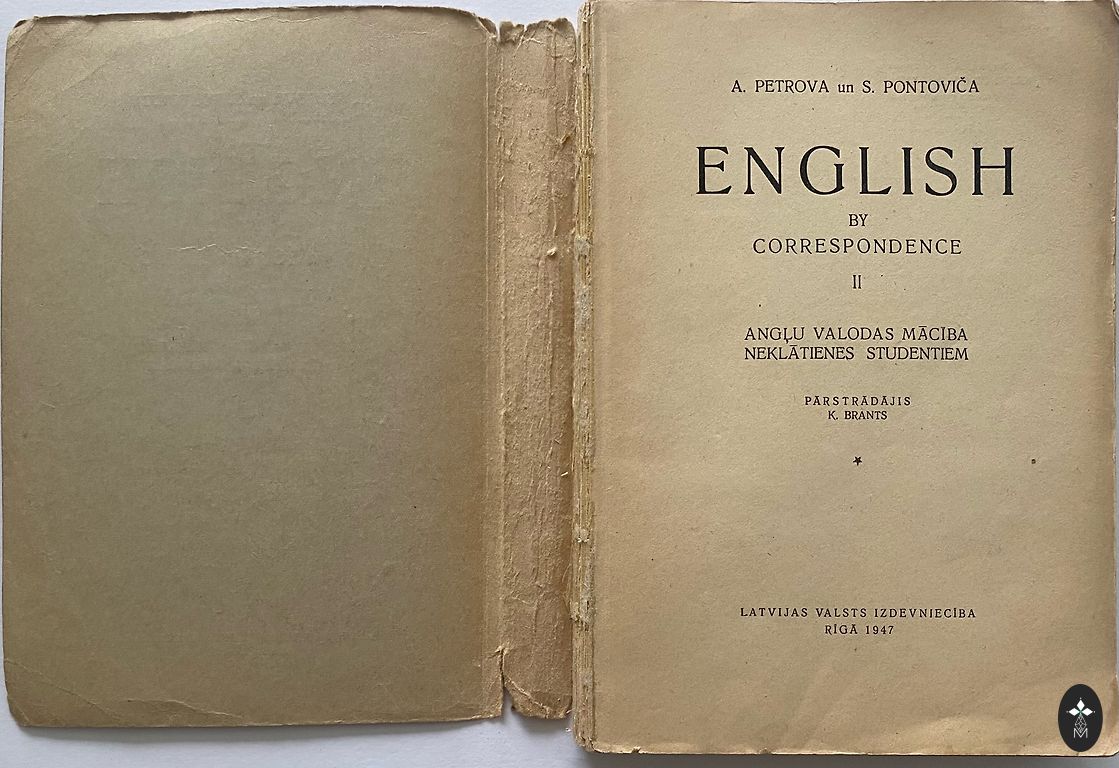 A. PETROVA un S. PONTOVIČA
ENGLISH
BY
CORRESPONDENCE
II
ANGĻU VALODAS MĀCĪBA
NEKLĀTIENES STUDENTIEM
PĀRSTRĀDĀJIS
K. BRANTS
LATVIJAS VALSTS IZDEVNIECĪBA
RĪGĀ 1947
M